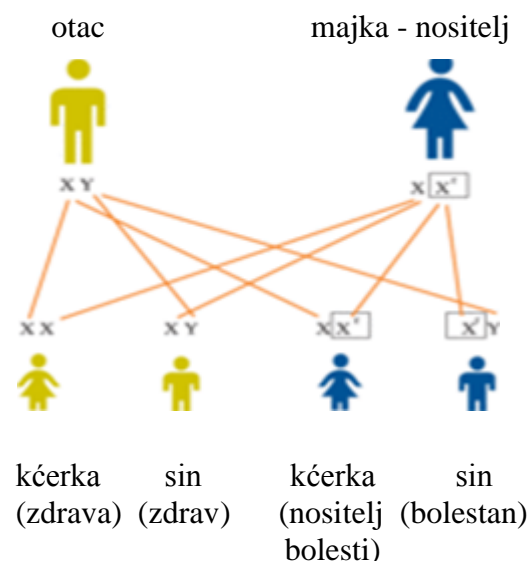 otac majka - nositelj
X Y X X*
X X X Y X X* X* Y
kćerka sin kćerka sin
(zdrava) (zdrav) (nositelj (bolestan)
bolesti)